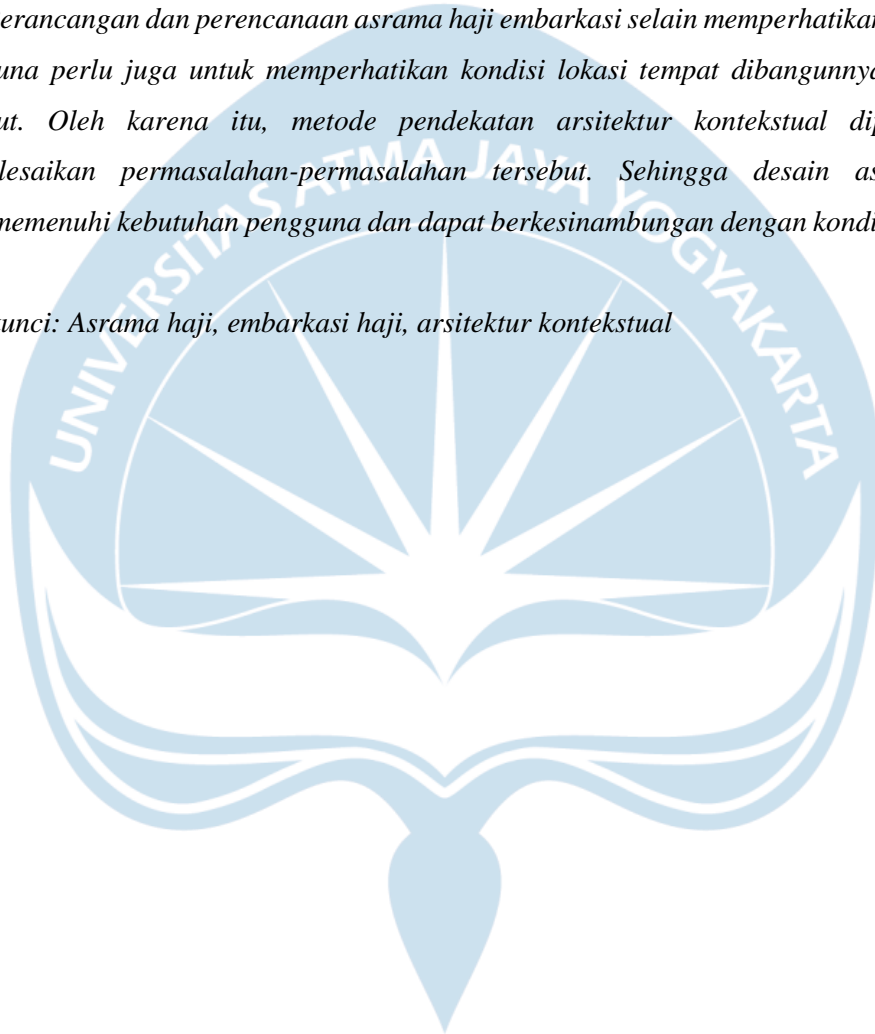 erancangan dan perencanaan asrama haji embarkasi selain memperhatikan
una perlu juga untuk memperhatikan kondisi lokasi tempat dibangunnya
ut. Oleh karena itu, metode pendekatan arsitektur kontekstual dip
lesaikan permasalahan-permasalahan tersebut. Sehingga desain as
memenuhi kebutuhan pengguna dan dapat berkesinambungan dengan kondi
unci: Asrama haji, embarkasi haji, arsitektur kontekstual
UNIVERSITAS ATMA JAYA YOGYAKARTA